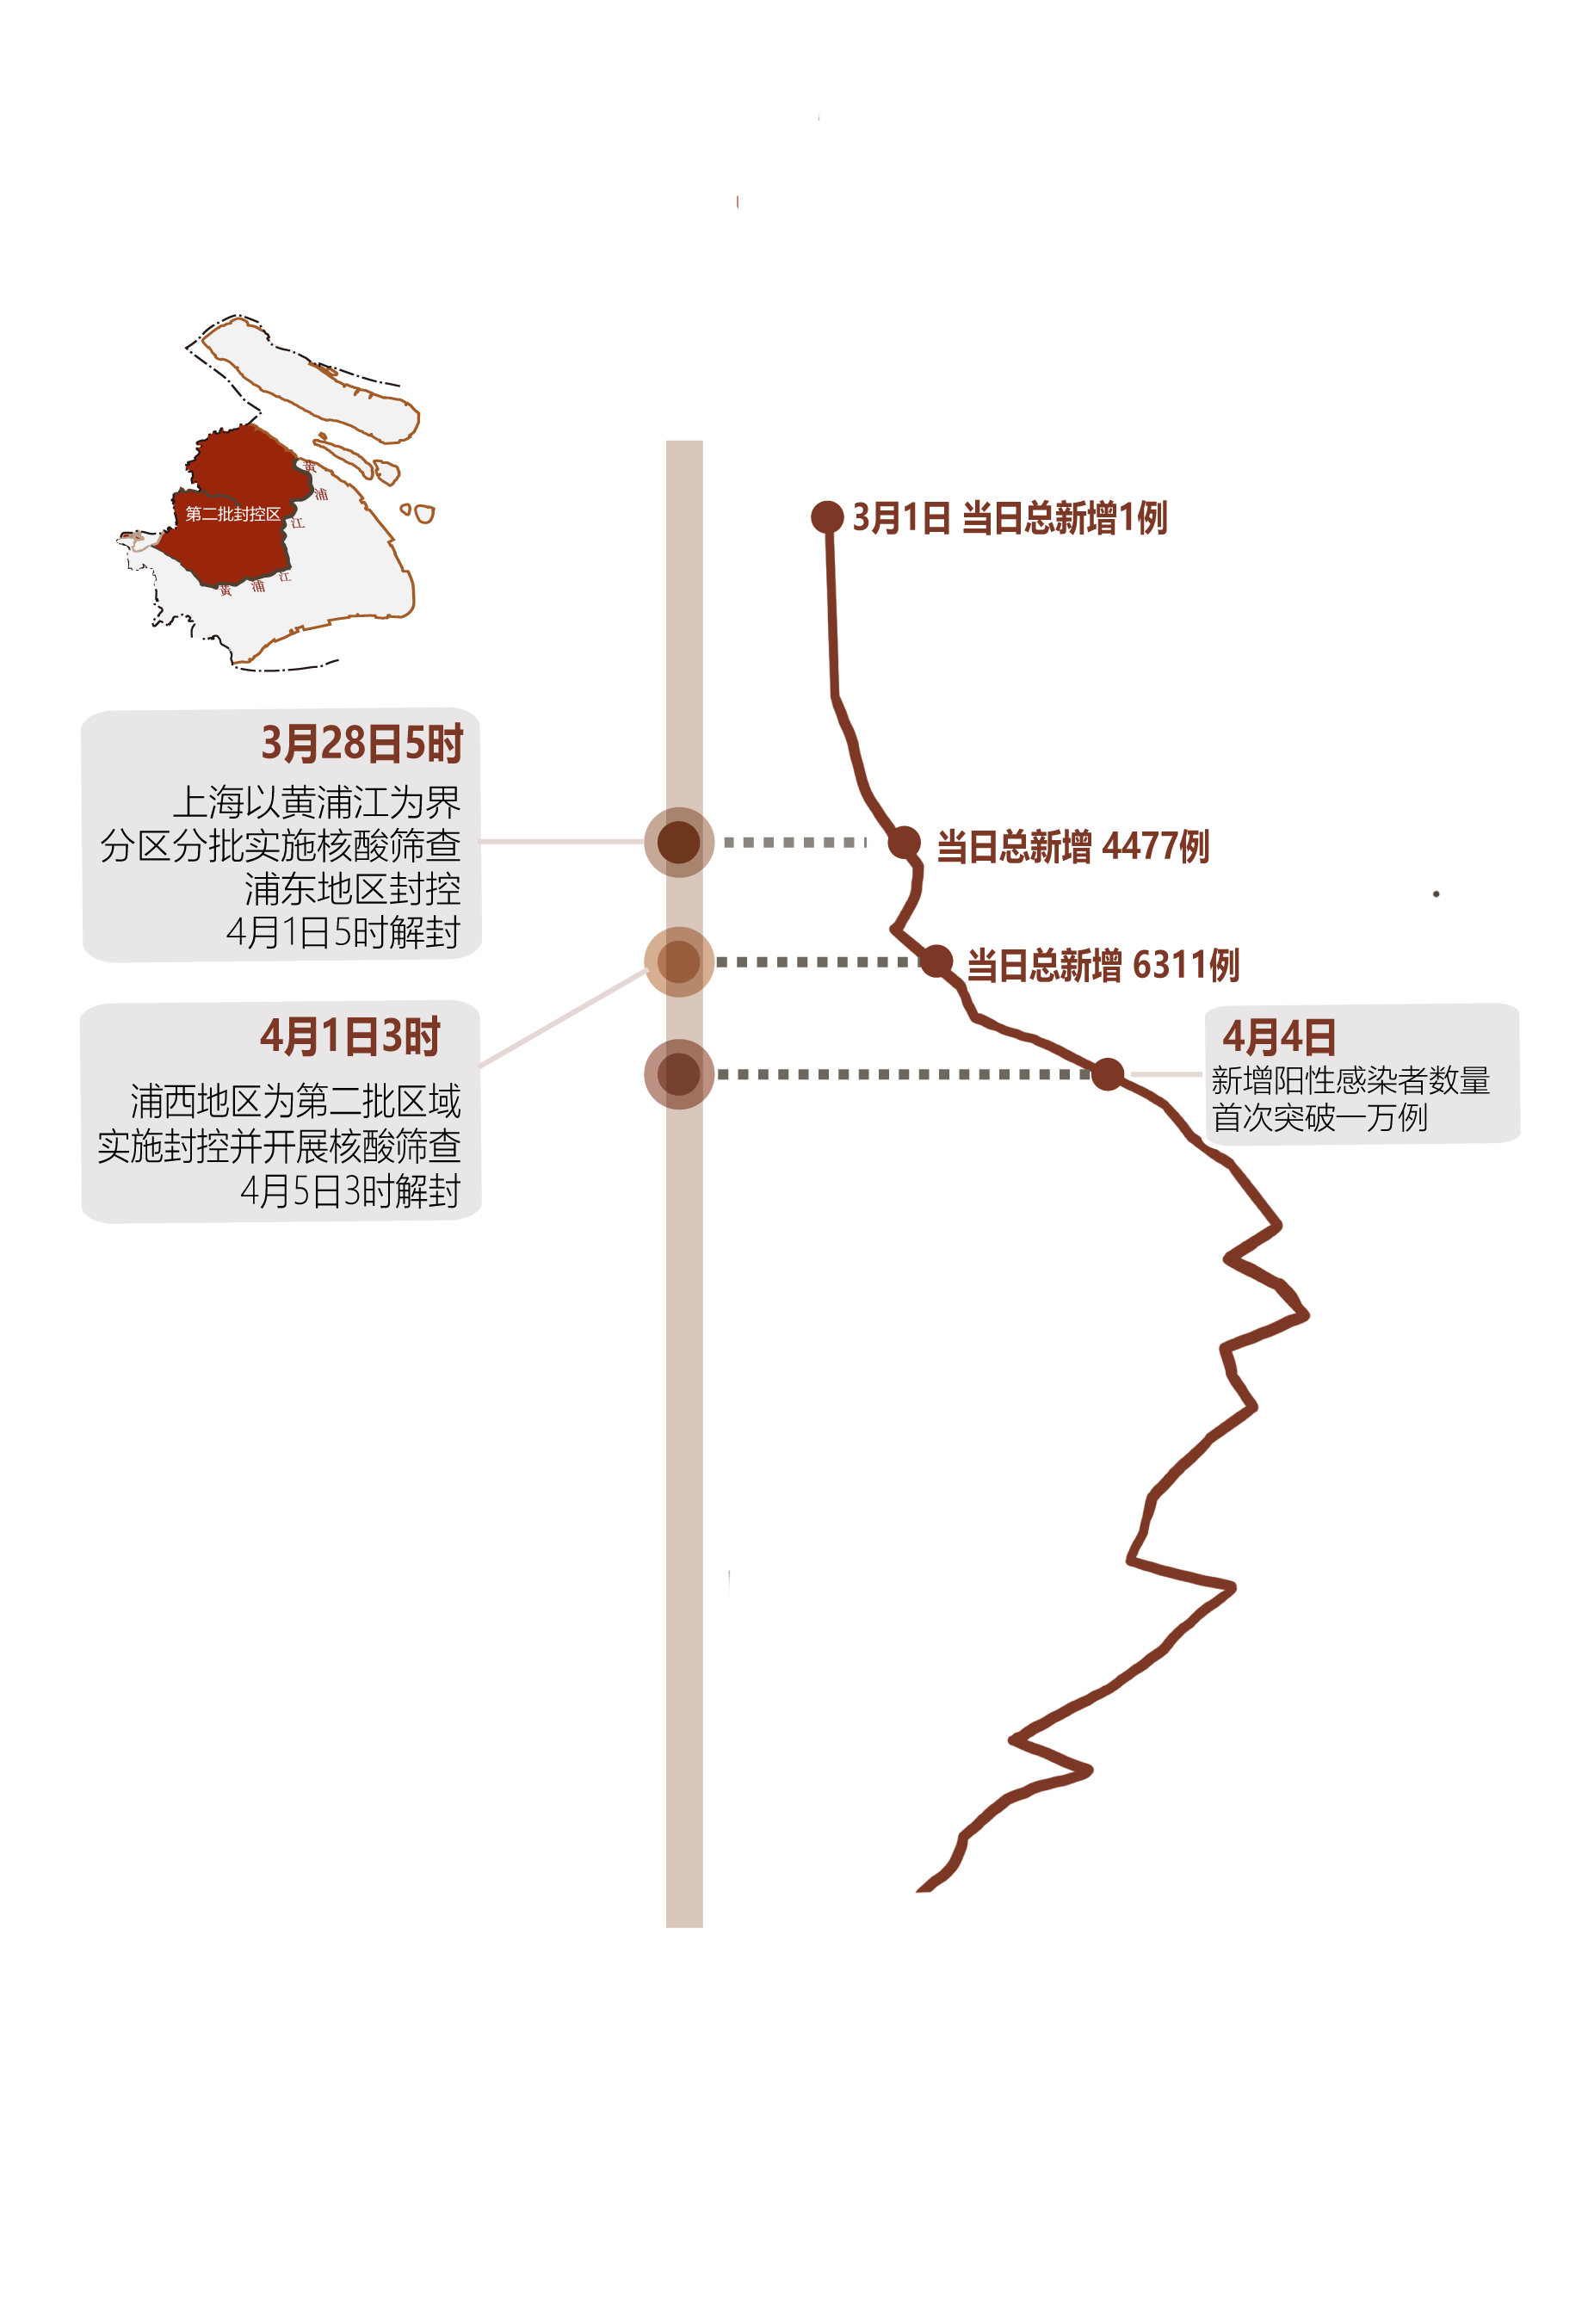 黄
浦
江
第二批封控区
黄 浦 江
3月1日 当日总新增1例
3月28日5时
上海以黄浦江为界
分区分批实施核酸筛查
浦东地区封控
4月1日5时解封
当日总新增 4477例
当日总新增 6311例
4月1日3时
浦西地区为第二批区域
实施封控并开展核酸筛查
4月5日3时解封
4月4日
新增阳性感染者数量
首次突破一万例